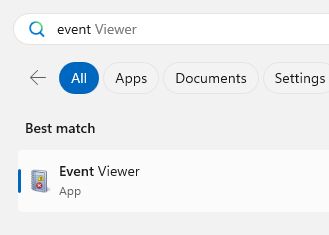 event Viewer
All Apps Documents Settings
Best match
Event Viewer
App